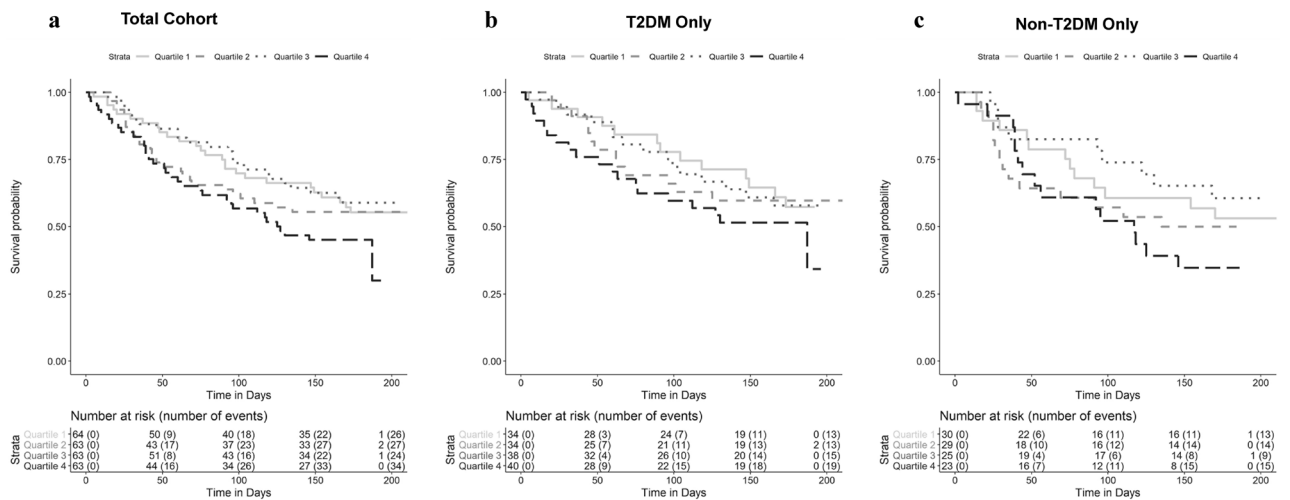 a Total Cohort
Strata Quartile 1 Quartile 2 Quartile 3 Quartile 4
Survival probability
1.00
0.75
0.50
0.25
0.00
0 50 100 150 200
Time in Days
Number at risk (number of events)
Strata
Quartile 1 64 (0) 50 (9) 40 (18) 35 (22) 1 (26)
Quartile 2 63 (0) 43 (17) 37 (23) 33 (27) 2 (27)
Quartile 3 63 (0) 51 (8) 43 (16) 34 (22) 1 (24)
Quartile 4 63 (0) 44 (16) 34 (26) 27 (33) 0 (34)
0 50 100 150 200
Time in Days
b T2DM Only
Strata Quartile 1 Quartile 2 Quartile 3 Quartile 4
Survival probability
1.00
0.75
0.50
0.25
0.00
0 50 100 150 200
Time in Days
Number at risk (number of events)
Strata
Quartile 1 34 (0) 28 (3) 24 (7) 19 (11) 0 (13)
Quartile 2 34 (0) 25 (7) 21 (11) 19 (13) 2 (13)
Quartile 3 38 (0) 32 (4) 26 (10) 20 (14) 0 (15)
Quartile 4 40 (0) 28 (9) 22 (15) 19 (18) 0 (19)
0 50 100 150 200
Time in Days
c Non-T2DM Only
Strata Quartile 1 Quartile 2 Quartile 3 Quartile 4
Survival probability
1.00
0.75
0.50
0.25
0.00
0 50 100 150 200
Time in Days
Number at risk (number of events)
Strata
Quartile 1 30 (0) 22 (6) 16 (11) 16 (11) 1 (13)
Quartile 2 29 (0) 18 (10) 16 (12) 14 (14) 0 (14)
Quartile 3 25 (0) 19 (4) 17 (6) 14 (8) 1 (9)
Quartile 4 23 (0) 16 (7) 12 (11) 8 (15) 0 (15)
0 50 100 150 200
Time in Days